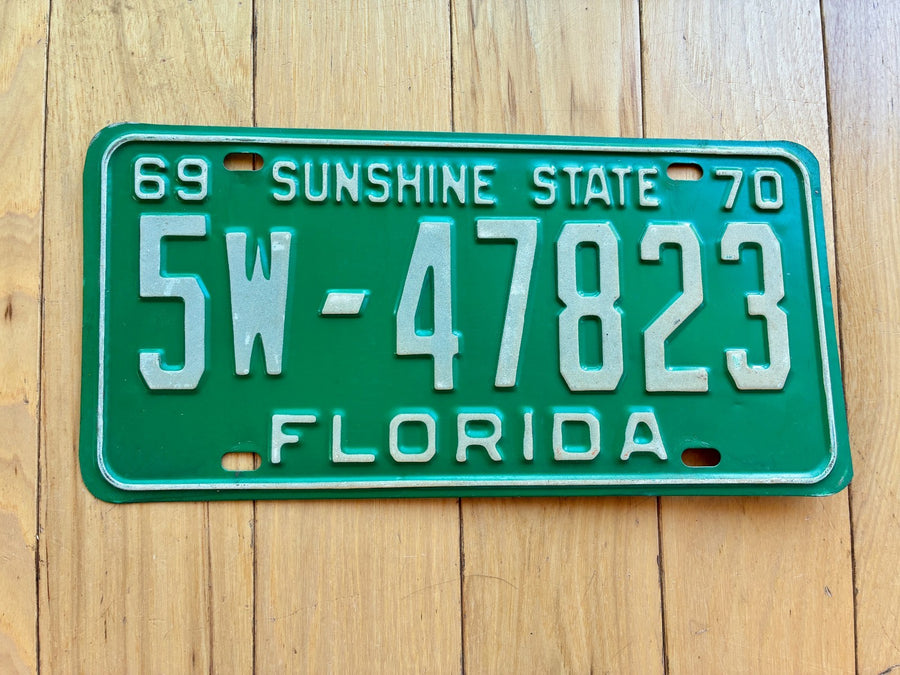 69 SUNSHINE STATE 70
5W-47823
FLORIDA